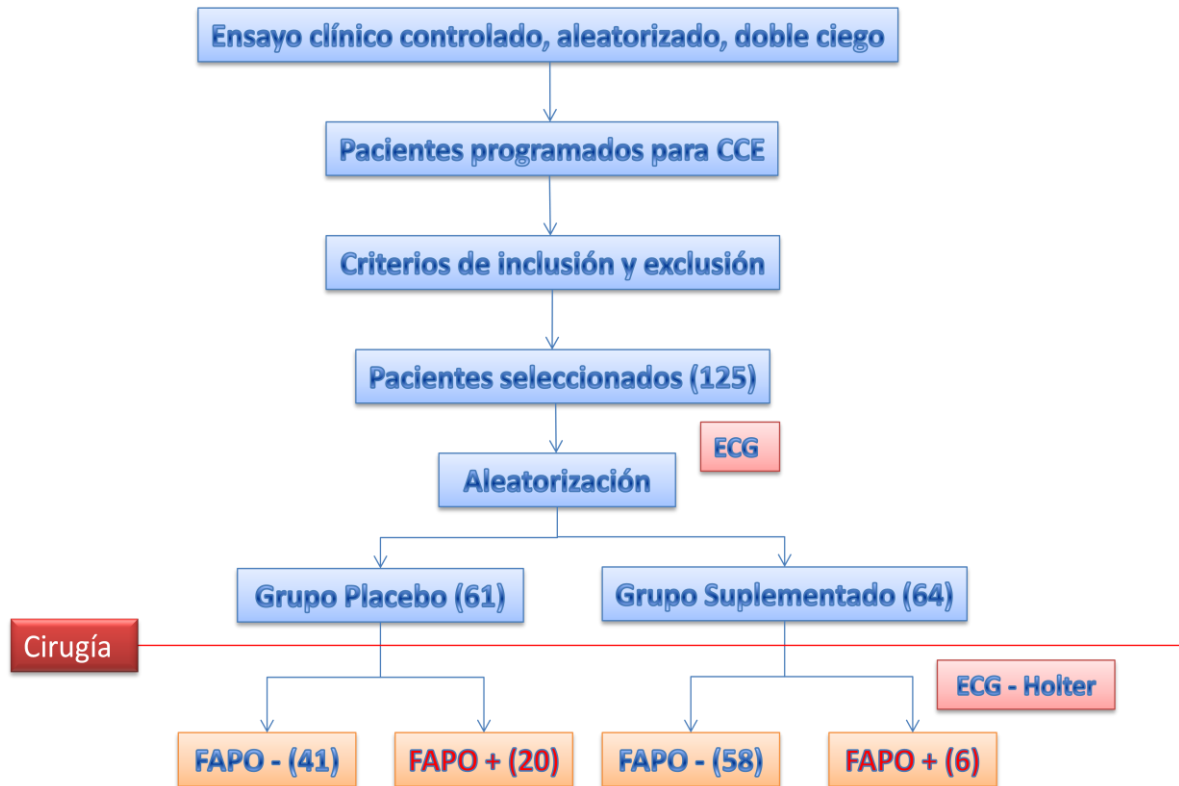 Ensayo clínico controlado, aleatorizado, doble ciego
Pacientes programados para CCE
Criterios de inclusión y exclusión
Pacientes seleccionados (125)
ECG
Aleatorización
Grupo Placebo (61)
Grupo Suplementado (64)
Cirugía
ECG - Holter
FAPO - (41)
FAPO + (20)
FAPO - (58)
FAPO + (6)